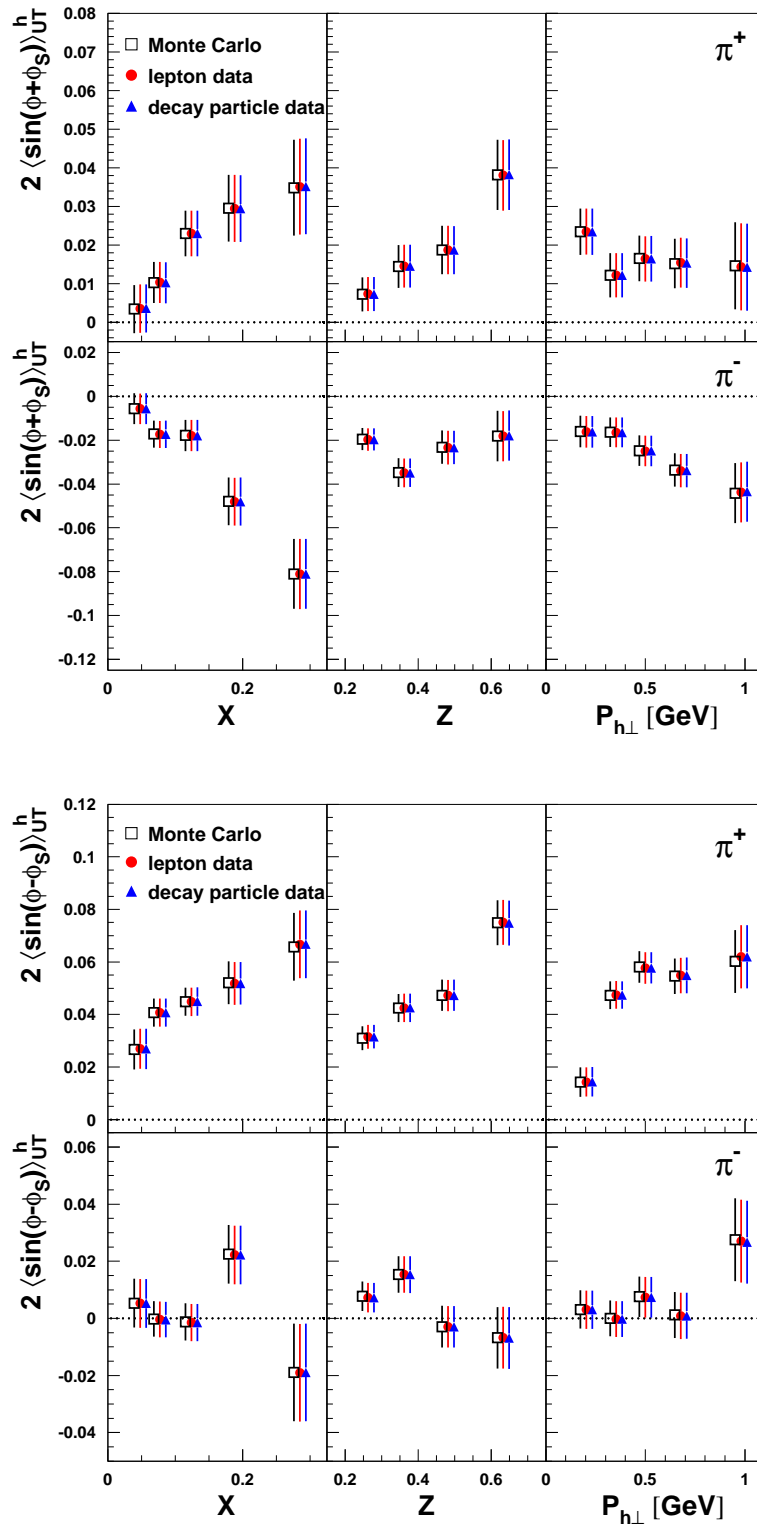 2 ⟨sin(ϕ+ϕS)⟩hUT
0.08
0.07
0.06
0.05
0.04
0.03
0.02
0.01
0
Monte Carlo
lepton data
decay particle data
π+
2 ⟨sin(ϕ+ϕS)⟩hUT
0.02
0
-0.02
-0.04
-0.06
-0.08
-0.1
-0.12
π-
0 0.2
0.2 0.4 0.6
0 0.5 1
X
Z
Ph⊥ [GeV]
2 ⟨sin(ϕ-ϕS)⟩hUT
0.12
0.1
0.08
0.06
0.04
0.02
0
Monte Carlo
lepton data
decay particle data
π+
2 ⟨sin(ϕ-ϕS)⟩hUT
0.06
0.04
0.02
0
-0.02
-0.04
π-
0 0.2
0.2 0.4 0.6
0 0.5 1
X
Z
Ph⊥ [GeV]